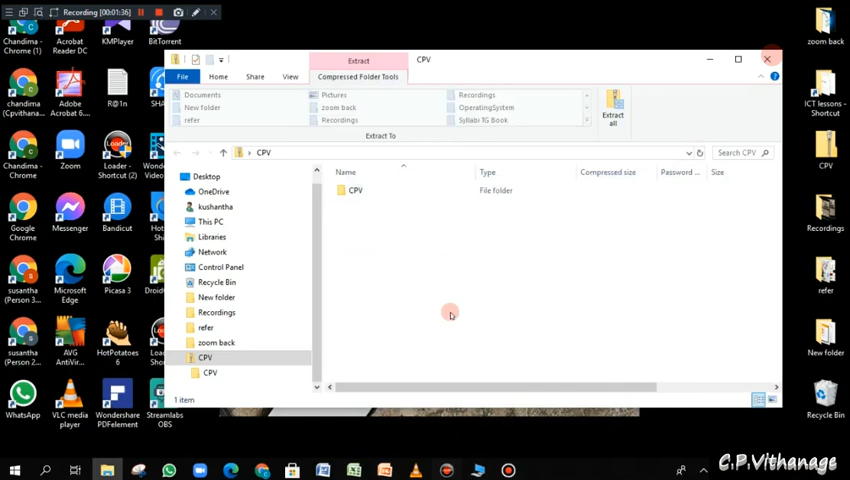 Recording [00:01:36]
Chandima - Chrome (1)
Acrobat Reader DC
KMPlayer
BitTorrent
zoom back
Extract
CPV
File
Home
Share
View
Compressed Folder Tools
Documents
Pictures
Recordings
New folder
zoom back
OperatingSystem
refer
Recordings
Syllabi TG Book
Extract all
Extract To
chandima (Cpvithana...
Adobe Acrobat 6....
R@1n
ICT lessons - Shortcut
CPV
Search CPV
Name
Type
Compressed size
Password ...
Size
CPV
File folder
Desktop
OneDrive
kushantha
This PC
Libraries
Network
Control Panel
Recycle Bin
New folder
Recordings
refer
zoom back
CPV
CPV
1 item
Chandima - Chrome
Zoom
Loader - Shortcut (2)
CPV
Google Chrome
Messenger
Bandicut
Recordings
susantha (Person 3...
Microsoft Edge
Picasa 3
refer
susantha (Person 2...
AVG AntiVir...
HotPotatoes 6
New folder
WhatsApp
VLC media player
Wondershare PDFelement
Streamlabs OBS
Recycle Bin
C.P.Vithanage